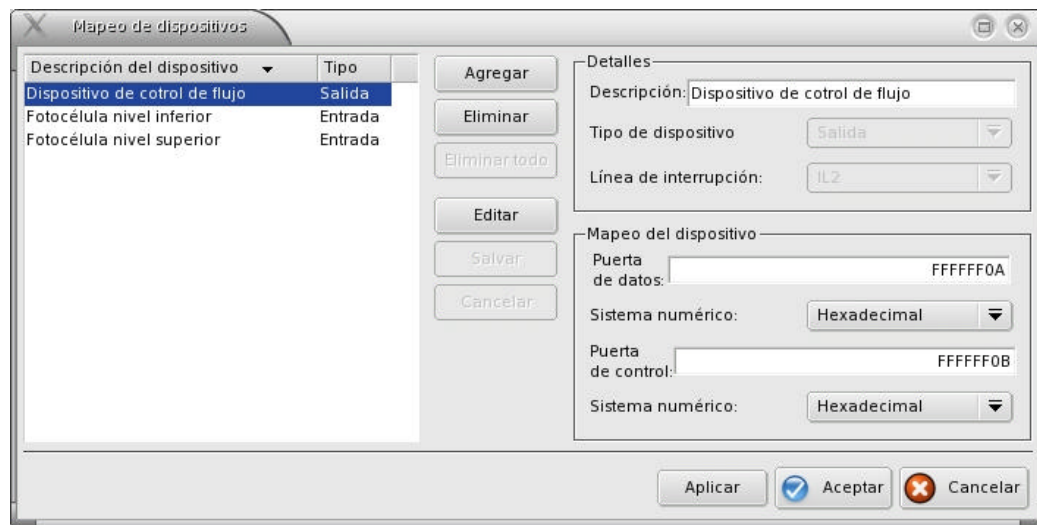 Mapeo de dispositivos
Descripción del dispositivo Tipo
Dispositivo de cotrol de flujo Salida
Fotocélula nivel inferior Entrada
Fotocélula nivel superior Entrada
Agregar
Eliminar
Eliminar todo
Editar
Salvar
Cancelar
Detalles
Descripción: Dispositivo de cotrol de flujo
Tipo de dispositivo Salida
Línea de interrupción: IL2
Mapeo del dispositivo
Puerta
de datos: FFFFFF0A
Sistema numérico: Hexadecimal
Puerta
de control: FFFFFF0B
Sistema numérico: Hexadecimal
Aplicar Aceptar Cancelar